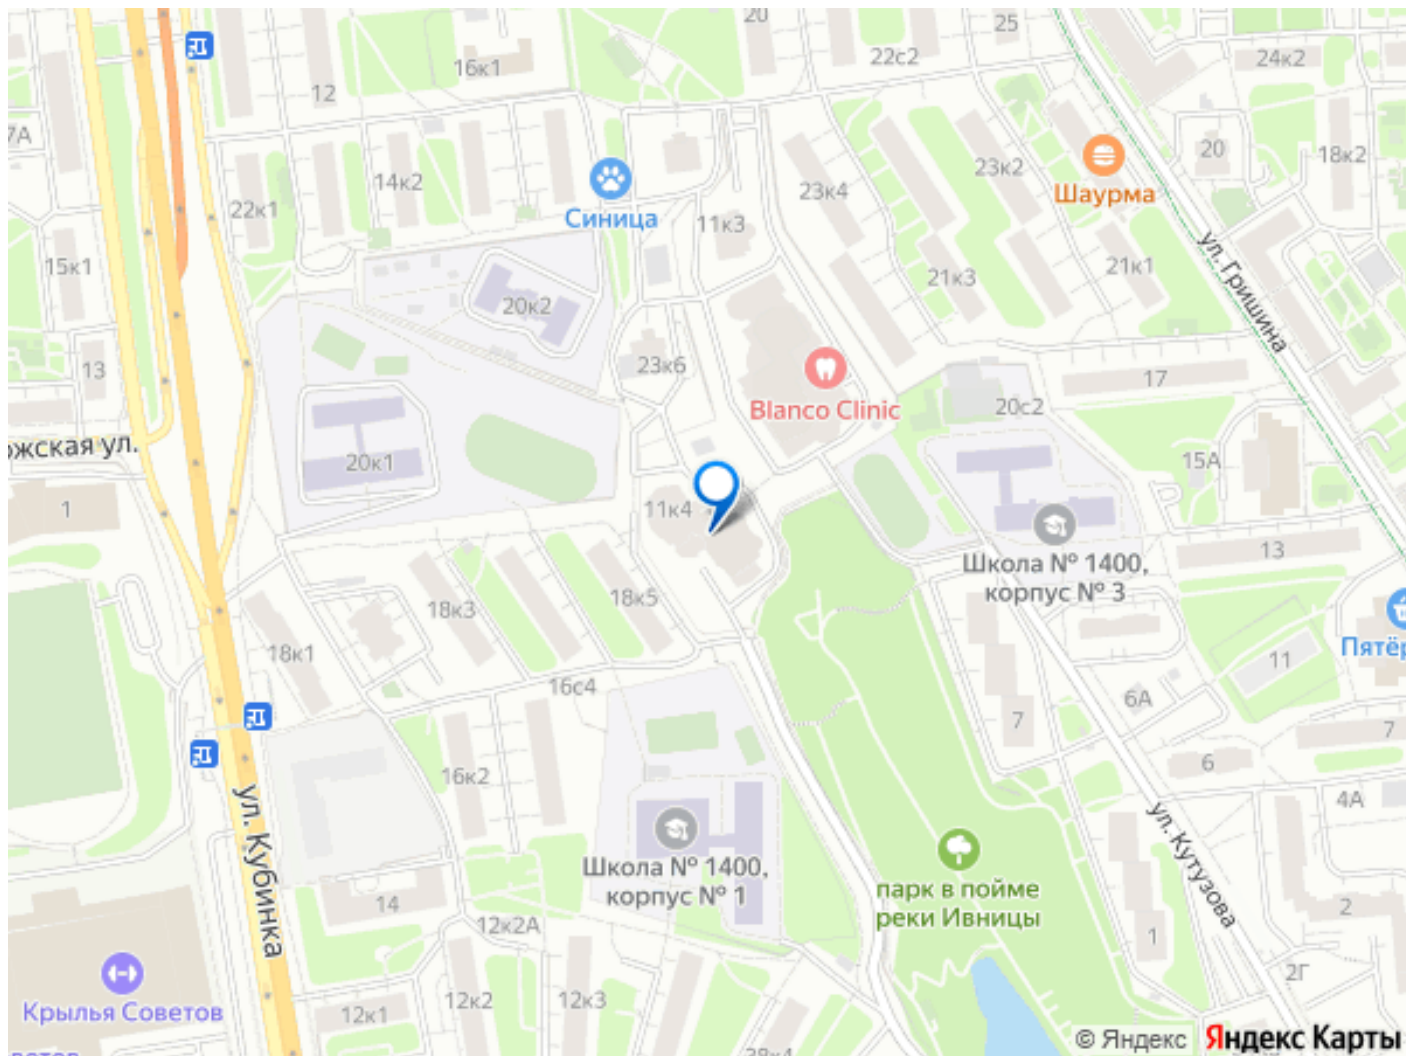 20
25
22с2
24к2
16к1
12
7А
20
18к2
23к2
Шаурма
14к2
23к4
22к1
Синица
11к3
15к1
21к3
21к1
ул. Гришина
20к2
23к6
13
17
Blanco Clinic
20с2
ожская ул.
20к1
15А
1
11к4
13
Школа № 1400,
корпус № 3
18к3
18к5
18к1
11
Пятёр
6А
16с4
7
7
6
16к2
4А
ул. Кубинка
ул. Кутузова
Школа № 1400,
корпус № 1
парк в пойме
реки Ивницы
14
2
12к2А
1
2Г
Крылья Советов
12к2
12к3
12к1
© Яндекс
Яндекс Карты